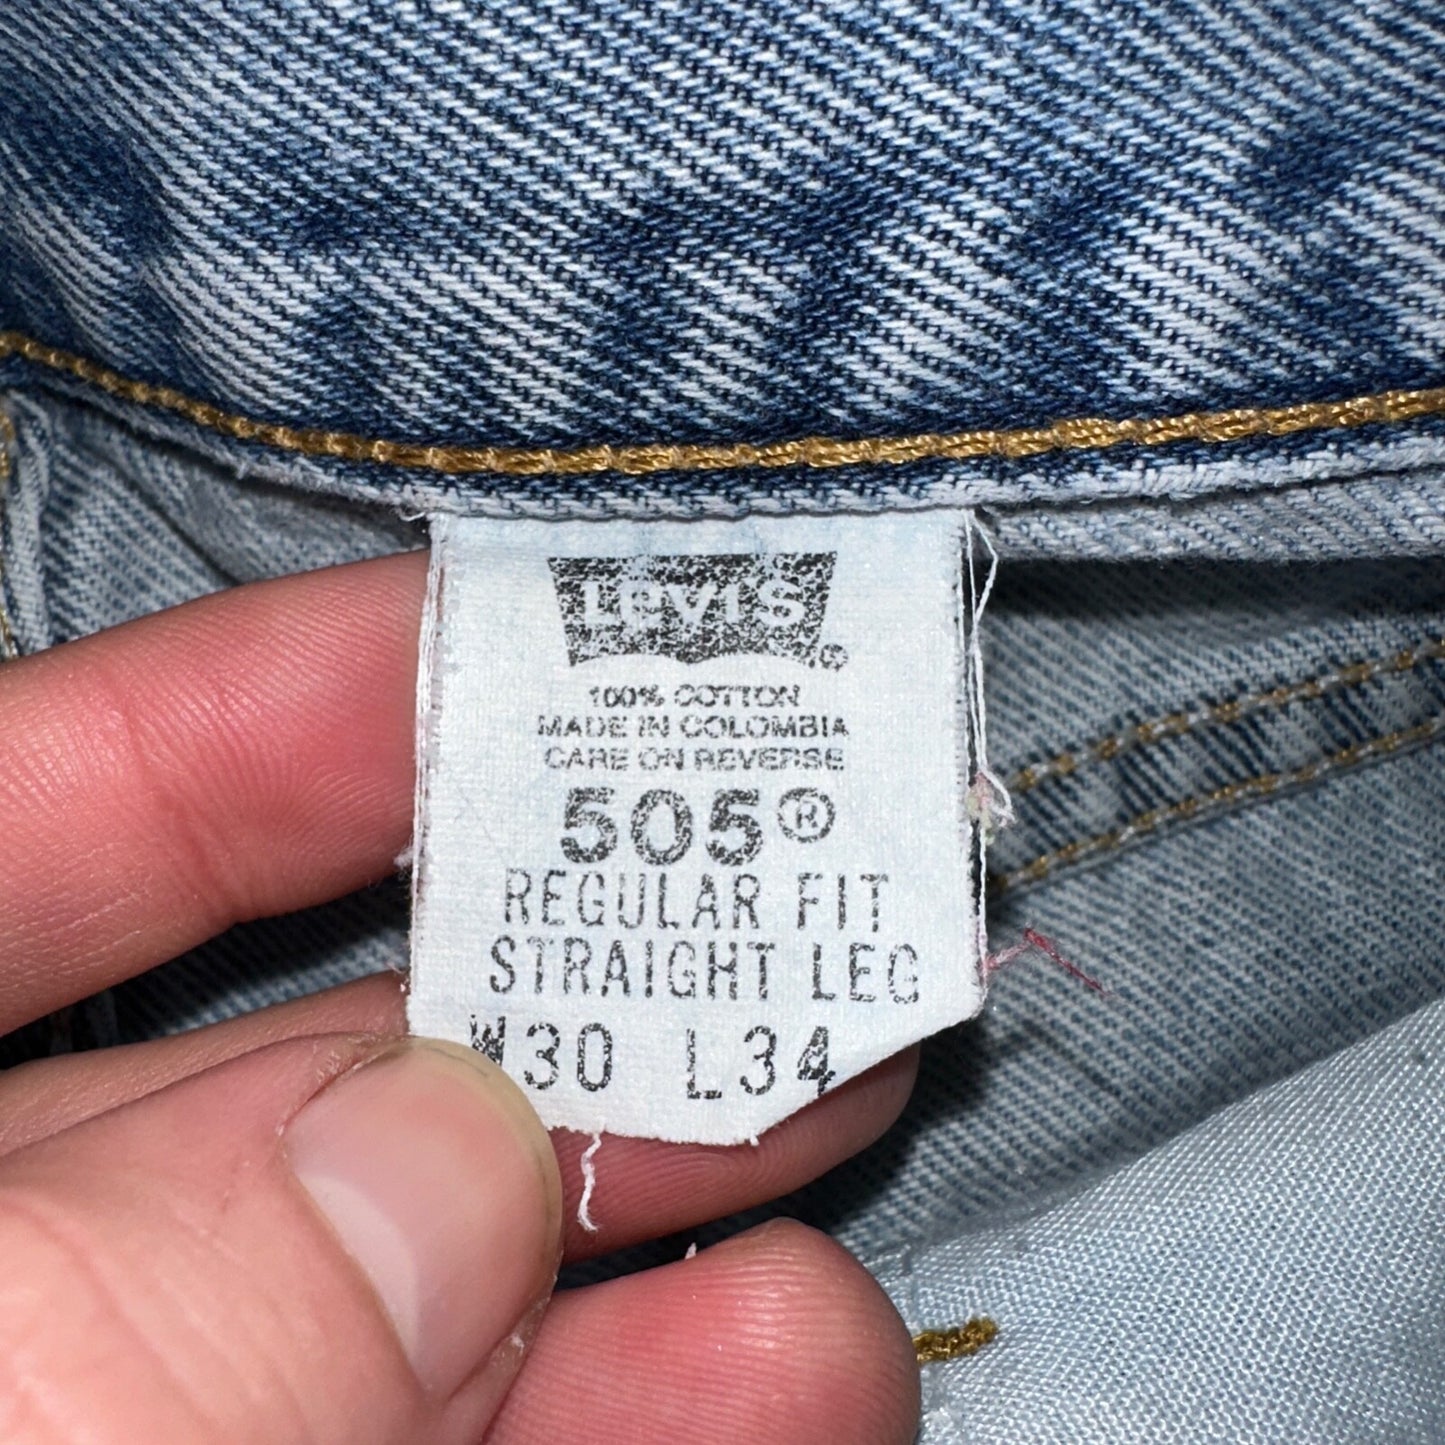 Levi's®
100% COTTON
MADE IN COLOMBIA
CARE ON REVERSE
505®
REGULAR FIT
STRAIGHT LEG
W30 L34